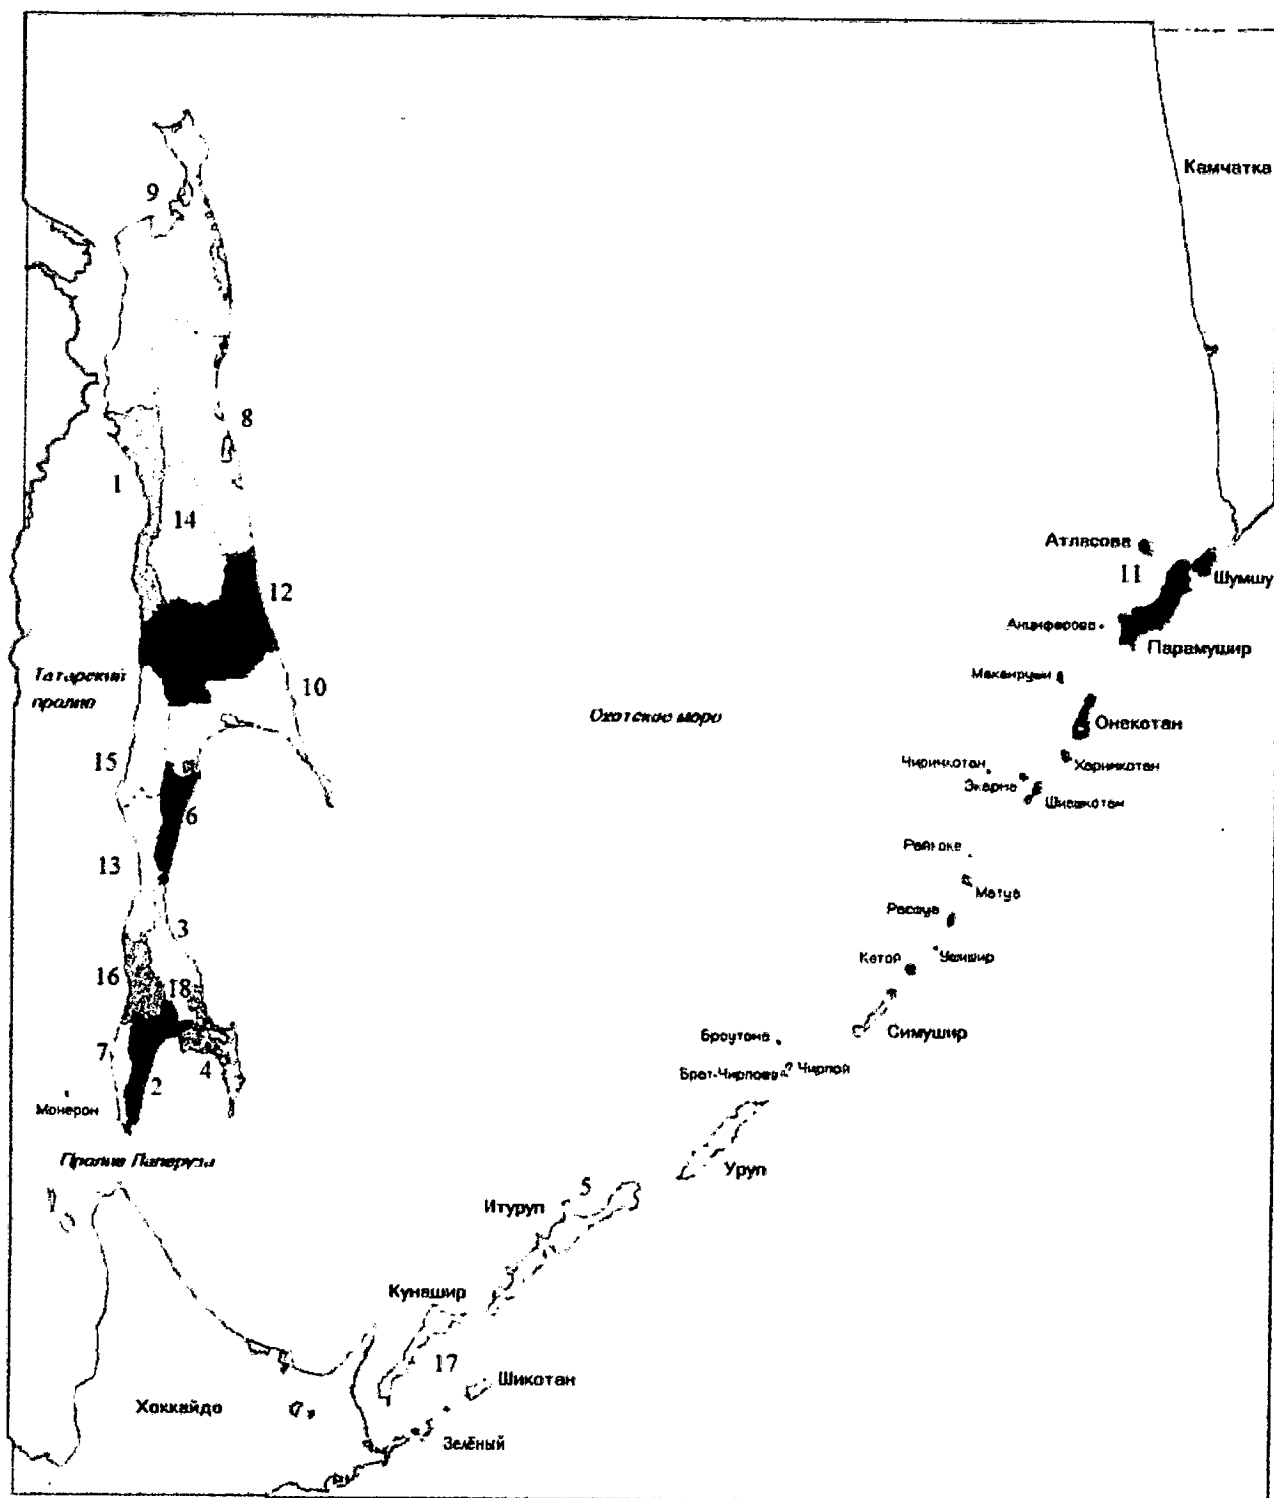 Камчатка
9
8
1
14
Атласова
11
Шумшу
12
Анциферова
Парамушир
Татарский
пролив
10
Маканруши
Охотское море
Онекотан
15
Чиринкотан
Харимкотан
Экарма
Шиашкотан
6
13
Райкоке
Матуа
3
Расшуа
16
Кетой
Ушишир
18
Симушир
7
Броутона
4
Брат-Чирпоев
Чирпой
2
Монерон
Пролив Лаперуза
Уруп
5
Итуруп
Кунашир
17
Шикотан
Хоккайдо
Зелёный